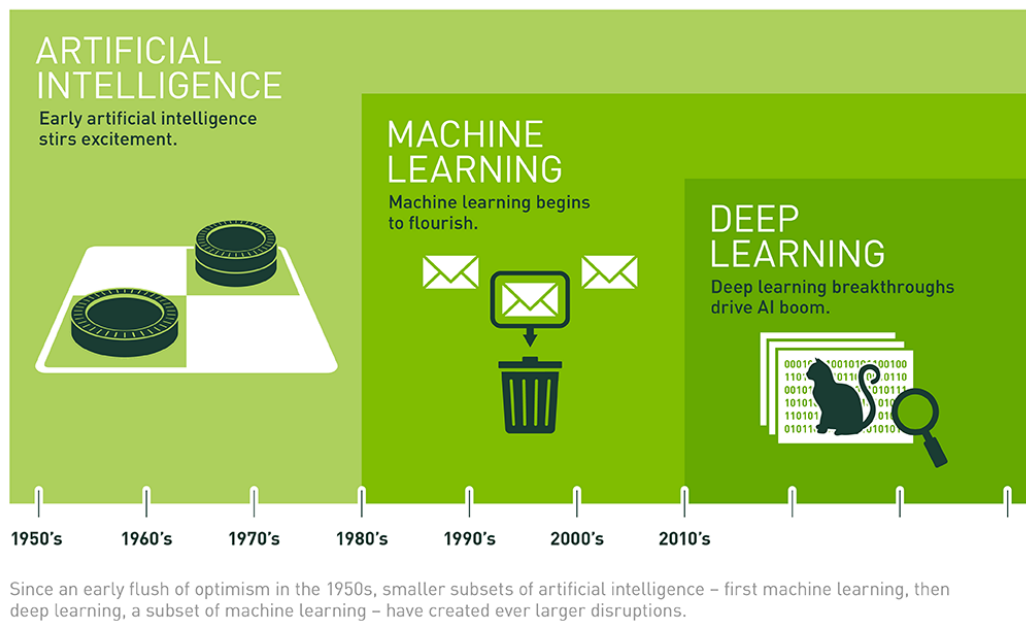 ARTIFICIAL
INTELLIGENCE
Early artificial intelligence
stirs excitement.
MACHINE
LEARNING
Machine learning begins
to flourish.
DEEP
LEARNING
Deep learning breakthroughs
drive AI boom.
1950's
1960's
1970's
1980's
1990's
2000's
2010's
Since an early flush of optimism in the 1950s, smaller subsets of artificial intelligence – first machine learning, then
deep learning, a subset of machine learning – have created ever larger disruptions.